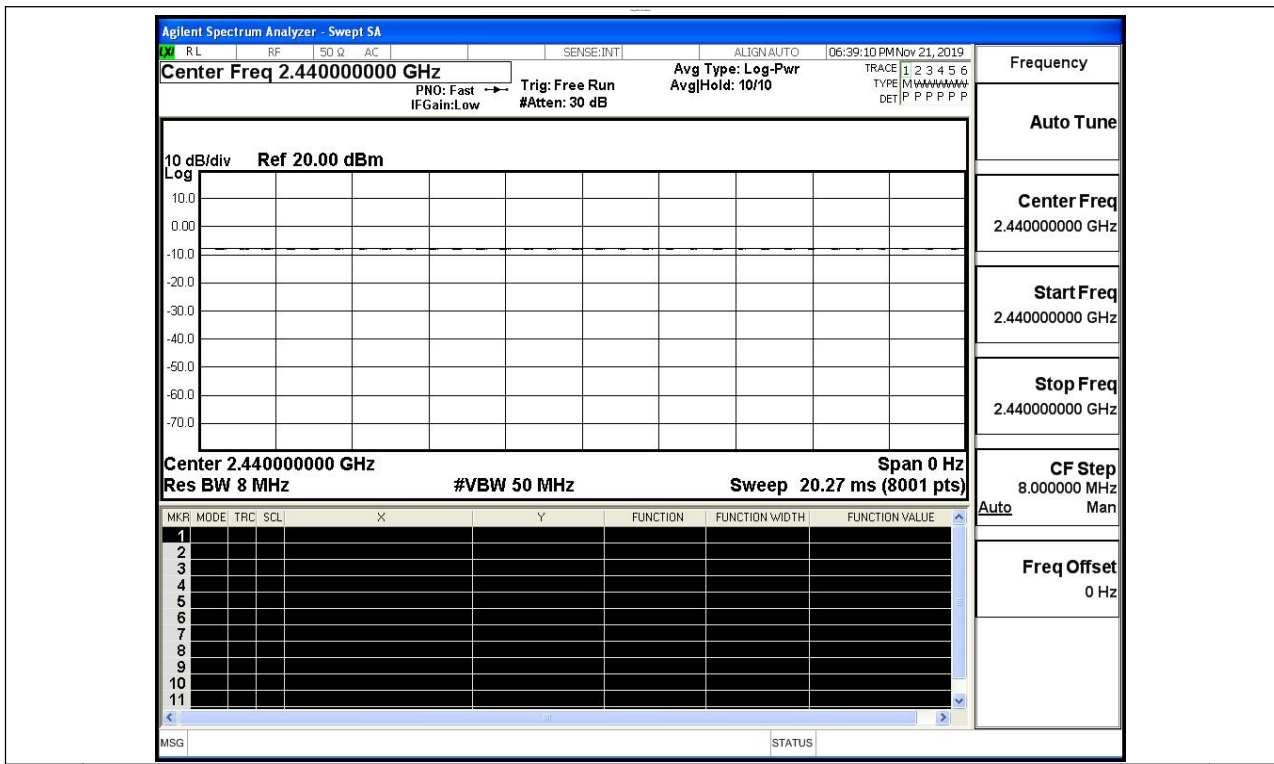 Agilent Spectrum Analyzer - Swept SA
LXI RL RF 50 Ω AC SENSE:INT ALIGNAUTO 06:39:10 PM Nov 21, 2019
Center Freq 2.440000000 GHz
PNO: Fast
IFGain:Low
Trig: Free Run
#Atten: 30 dB
Avg Type: Log-Pwr
Avg|Hold: 10/10
TRACE 1 2 3 4 5 6
TYPE M WWWWW
DET P P P P P P
10 dB/div Ref 20.00 dBm
Log
10.0
0.00
-10.0
-20.0
-30.0
-40.0
-50.0
-60.0
-70.0
Center 2.440000000 GHz Span 0 Hz
Res BW 8 MHz #VBW 50 MHz Sweep 20.27 ms (8001 pts)
MKR MODE TRC SCL X Y FUNCTION FUNCTION WIDTH FUNCTION VALUE
1
2
3
4
5
6
7
8
9
10
11
MSG STATUS
Frequency
Auto Tune
Center Freq
2.440000000 GHz
Start Freq
2.440000000 GHz
Stop Freq
2.440000000 GHz
CF Step
8.000000 MHz
Auto Man
Freq Offset
0 Hz